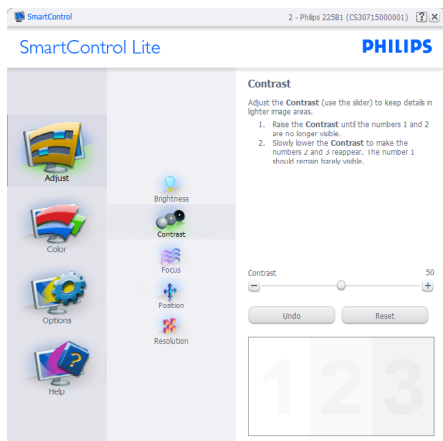 SmartControl
2 - Philips 225B1 (CS30715000001)
?
SmartControl Lite
PHILIPS
Adjust
Color
Options
Help
Brightness
Contrast
Focus
Position
Resolution
Contrast
Adjust the Contrast (use the slider) to keep details in
lighter image areas.
1. Raise the Contrast until the numbers 1 and 2
are no longer visible.
2. Slowly lower the Contrast to make the
numbers 2 and 3 reappear. The number 1
should remain barely visible.
Contrast 50
Undo Reset
1 2 3